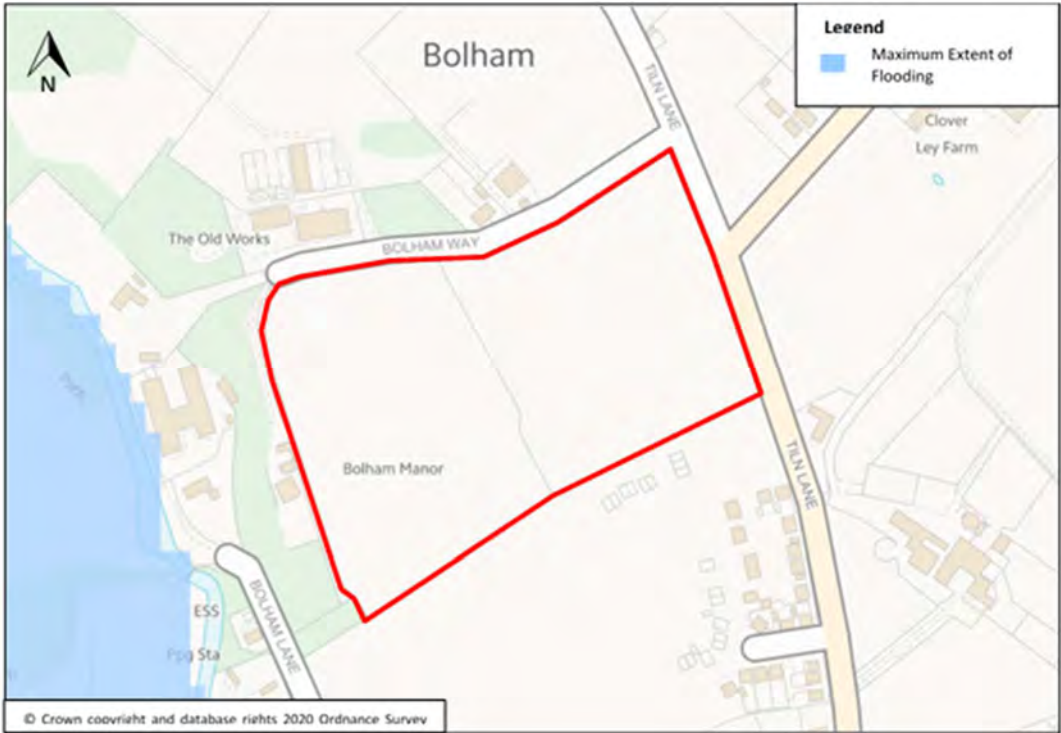 Legend
Maximum Extent of
Flooding
N
Bolham
TILN LANE
Clover
Ley Farm
The Old Works
BOLHAM WAY
Path
Bolham Manor
TILN LANE
BOLHAM LANE
ESS
Ppg Sta
© Crown copyright and database rights 2020 Ordnance Survey